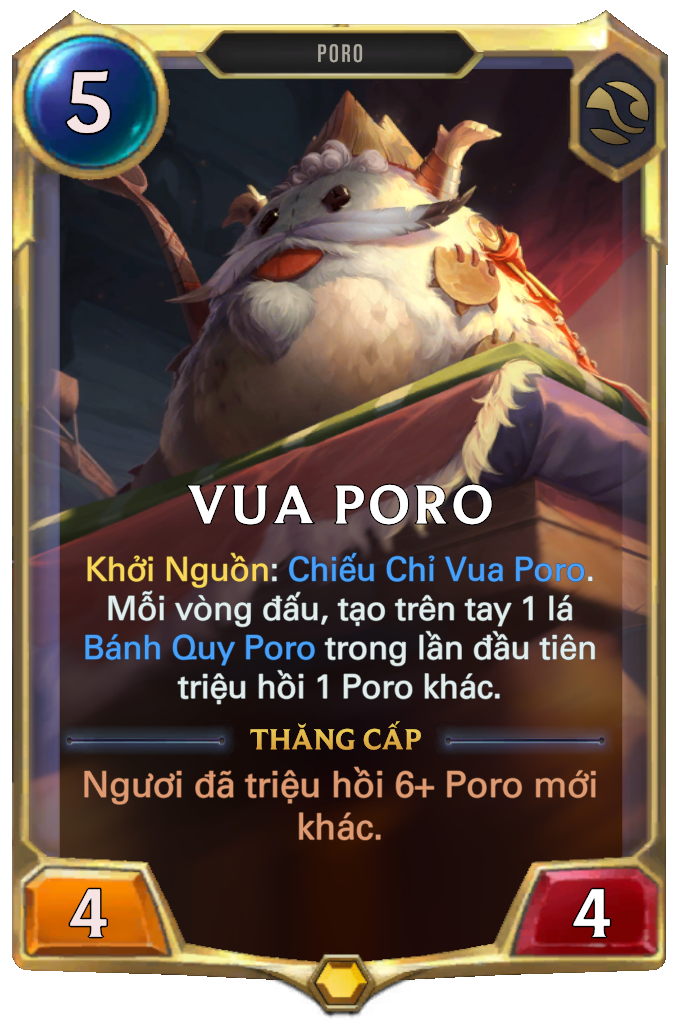 PORO
5
VUA PORO
Khởi Nguồn: Chiếu Chỉ Vua Poro.
Mỗi vòng đấu, tạo trên tay 1 lá
Bánh Quy Poro trong lần đầu tiên
triệu hồi 1 Poro khác.
THĂNG CẤP
Ngươi đã triệu hồi 6+ Poro mới
khác.
4
4